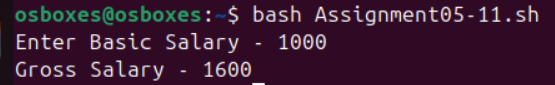 osboxes@osboxes:~$ bash Assignment05-11.sh
Enter Basic Salary - 1000
Gross Salary - 1600